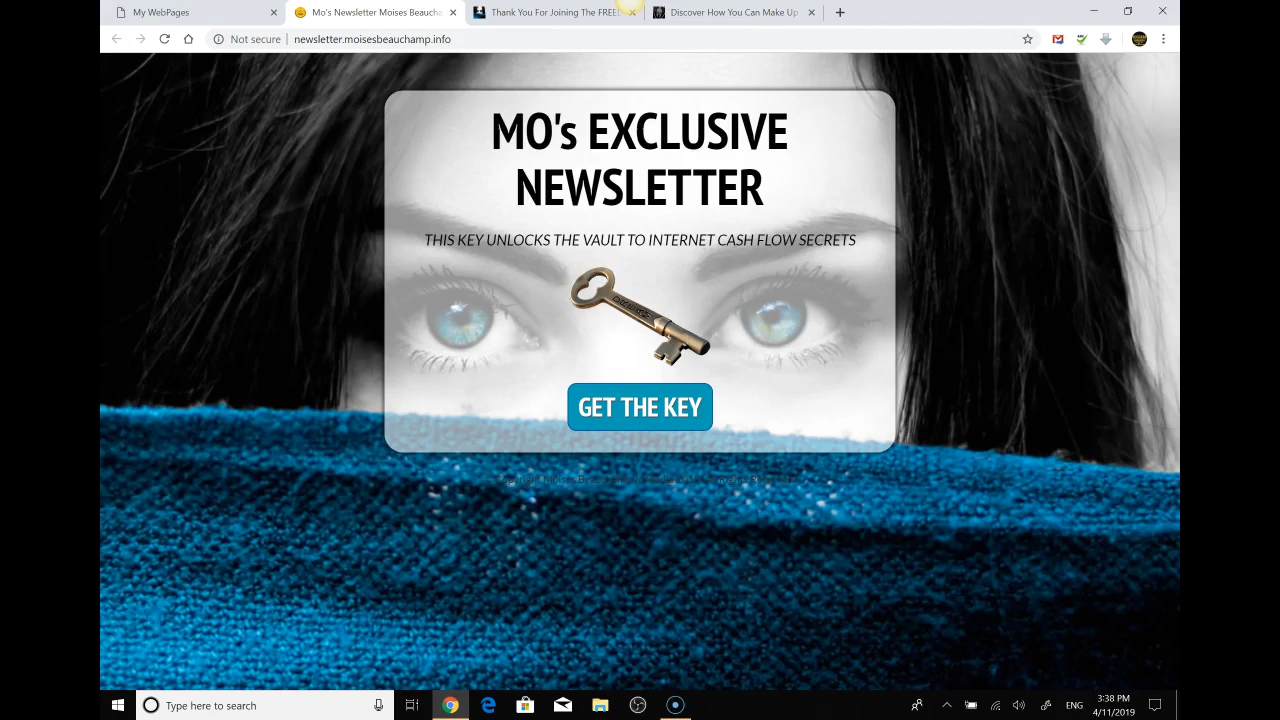 My WebPages
Mo's Newsletter Moises Beaucha
Thank You For Joining The FREE
Discover How You Can Make Up
Not secure
newsletter.moisesbeauchamp.info
MO's EXCLUSIVE
NEWSLETTER
THIS KEY UNLOCKS THE VAULT TO INTERNET CASH FLOW SECRETS
GET THE KEY
Type here to search
ENG
3:38 PM
4/11/2019